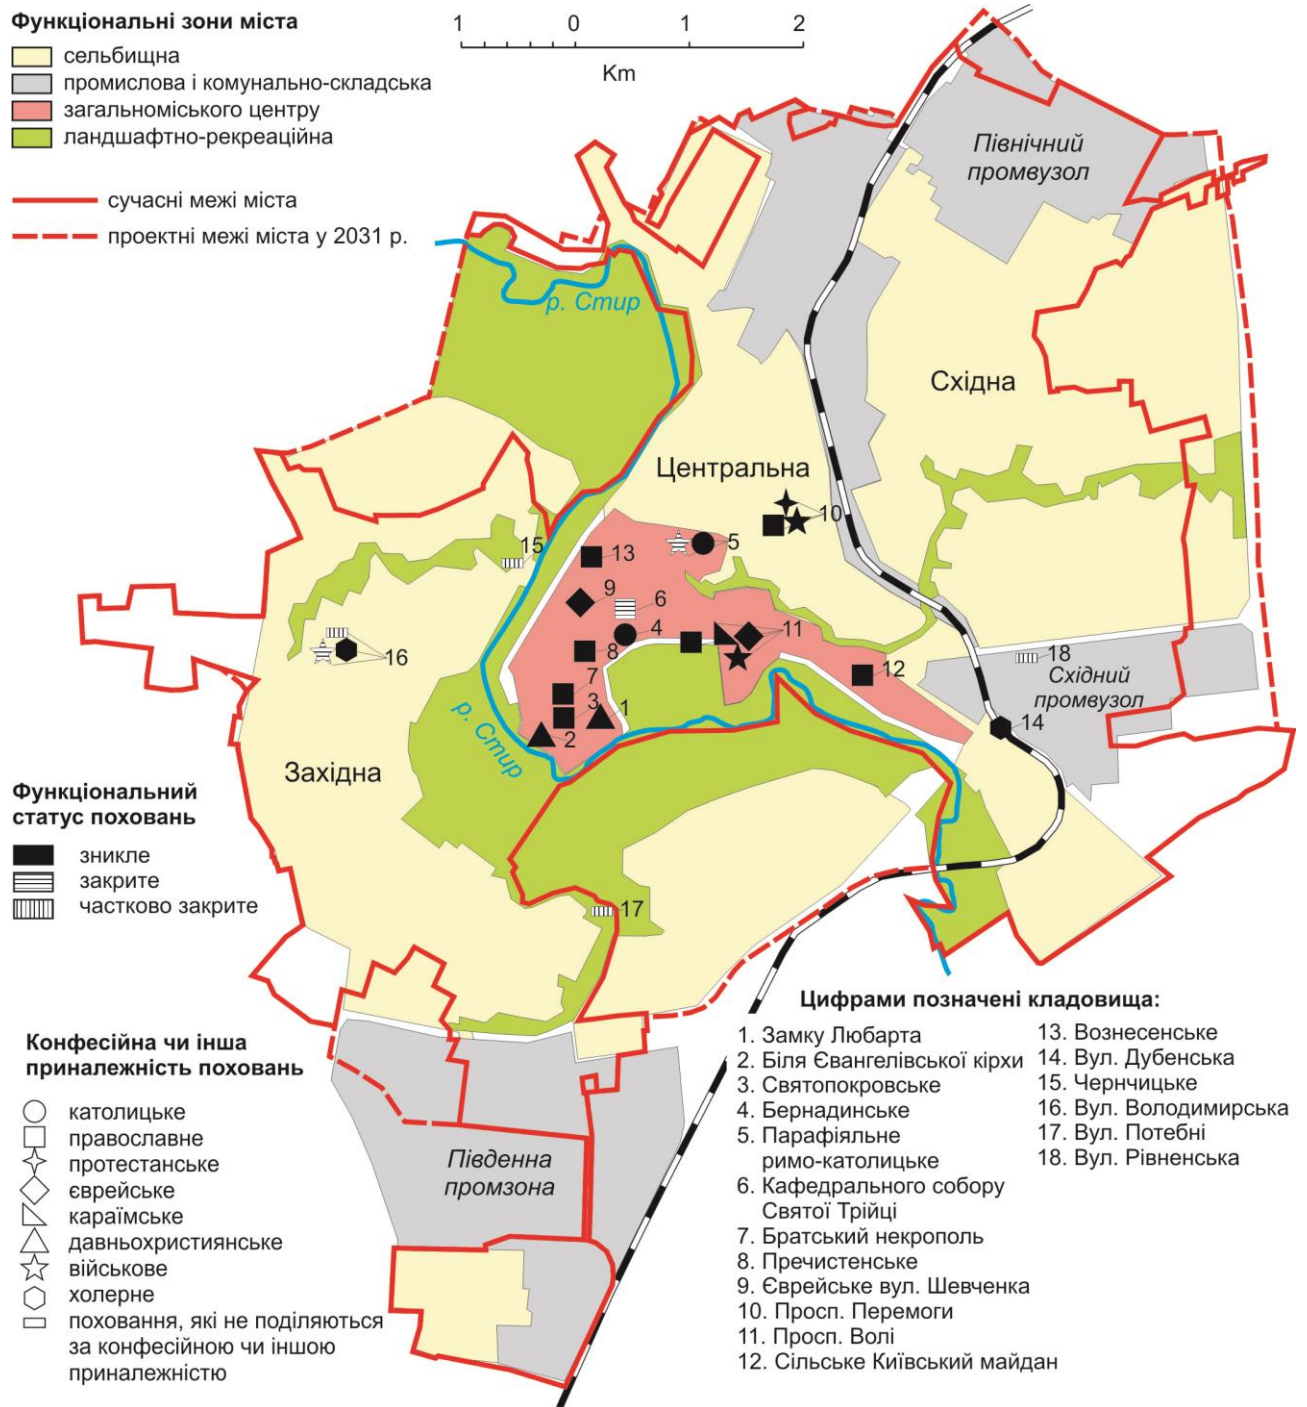 Функціональні зони міста
сельбищна
промислова і комунально-складська
загальноміського центру
ландшафтно-рекреаційна
сучасні межі міста
проектні межі міста у 2031 р.
1 0 1 2
Km
Північний
промвузол
р. Стир
Східна
Центральна
10
5
15
13
9
6
4
11
8
16
12
18
Східний
промвузол
7
3
1
2
14
р. Стир
Західна
17
Функціональний
статус поховань
зникле
закрите
частково закрите
Конфесійна чи інша
приналежність поховань
католицьке
православне
протестанське
єврейське
караїмське
давньохристиянське
військове
холерне
поховання, які не поділяються
за конфесійною чи іншою
приналежністю
Південна
промзона
Цифрами позначені кладовища:
1. Замку Любарта
2. Біля Євангелівської кірхи
3. Святопокровське
4. Бернадинське
5. Парафіяльне
римо-католицьке
6. Кафедрального собору
Святої Трійці
7. Братський некрополь
8. Пречистенське
9. Єврейське вул. Шевченка
10. Просп. Перемоги
11. Просп. Волі
12. Сільське Київський майдан
13. Вознесенське
14. Вул. Дубенська
15. Чернчицьке
16. Вул. Володимирська
17. Вул. Потебні
18. Вул. Рівненська